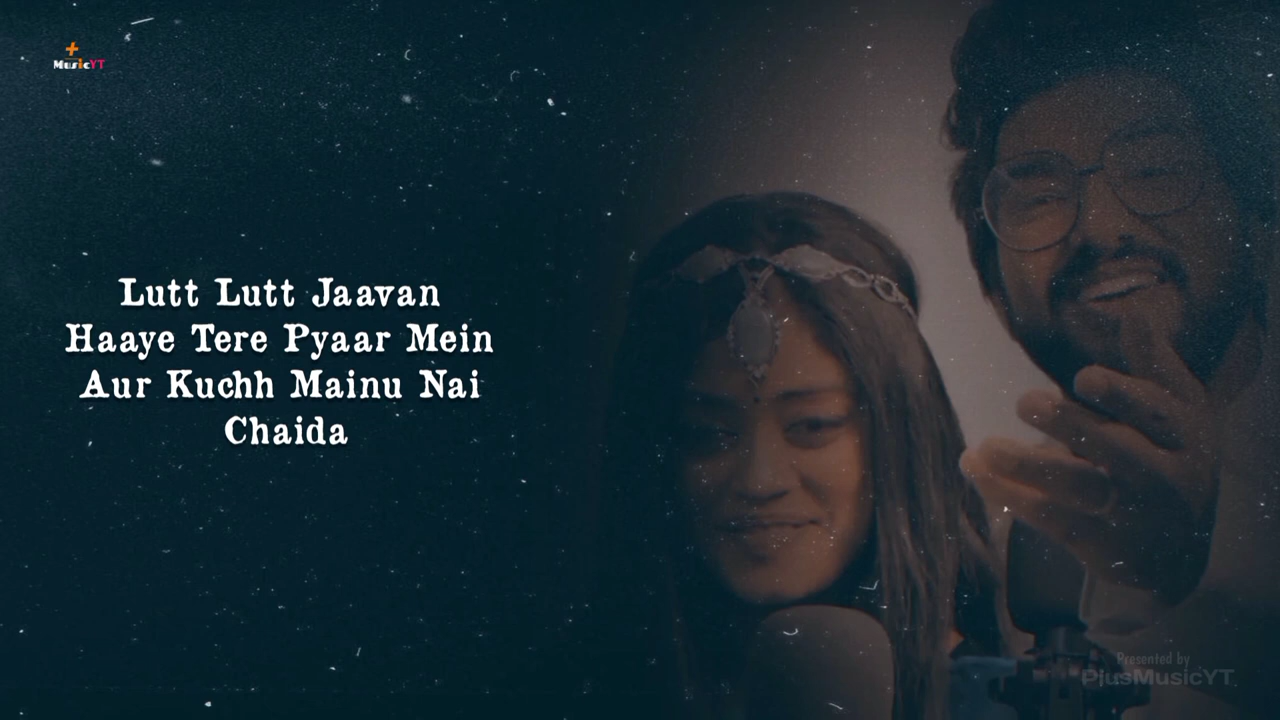 +
MusicYT
Lutt Lutt Jaavan
Haaye Tere Pyaar Mein
Aur Kuchh Mainu Nai
Chaida
Presented by
PlusMusicYT